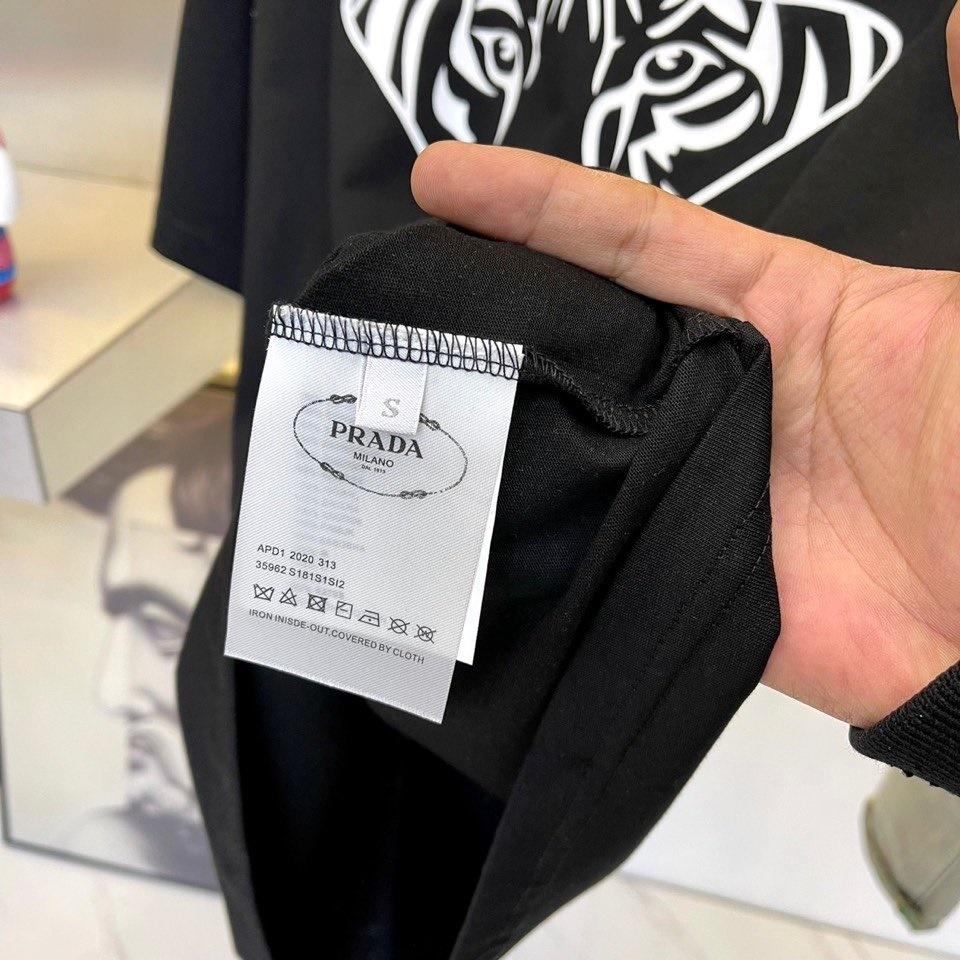 S
PRADA
MILANO
DAL 1913
APD1 2020 313
35962 S181S1SI2
IRON INISDE-OUT,COVERED BY CLOTH